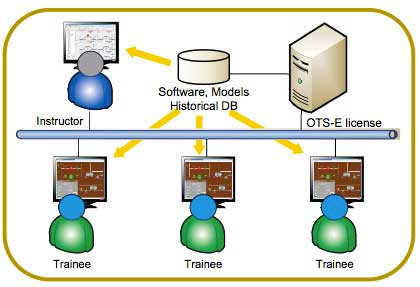 Software, Models
Historical DB
Instructor
OTS-E license
Trainee
Trainee
Trainee